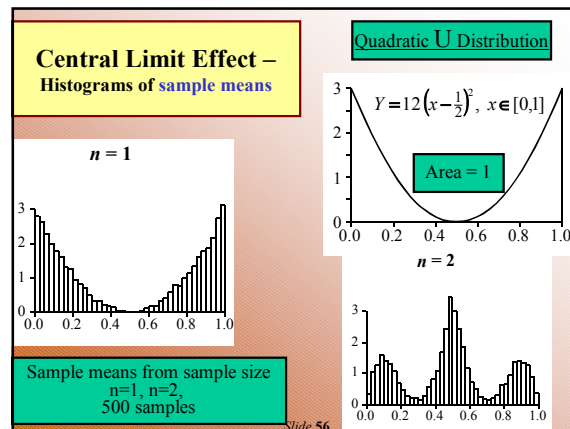 Central Limit Effect –
Histograms of sample means
Quadratic U Distribution
Y = 12(x − 1/2)², x∈[0,1]
Area = 1
3
2
1
0
0.0 0.2 0.4 0.6 0.8 1.0
n = 1
3
2
1
0
0.0 0.2 0.4 0.6 0.8 1.0
n = 2
3
2
1
0
0.0 0.2 0.4 0.6 0.8 1.0
Sample means from sample size
n=1, n=2,
500 samples
Slide 56